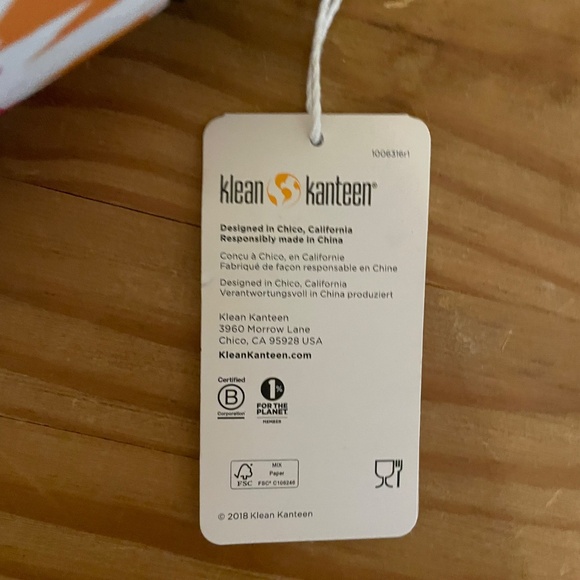 1006316r1
klean kanteen®
Designed in Chico, California
Responsibly made in China
Conçu à Chico, en Californie
Fabriqué de façon responsable en Chine
Designed in Chico, California
Verantwortungsvoll in China produziert
Klean Kanteen
3960 Morrow Lane
Chico, CA 95928 USA
KleanKanteen.com
Certified
B
Corporation
1%
FOR THE
PLANET
MEMBER
MIX
Paper
FSC
FSC® C108246
© 2018 Klean Kanteen